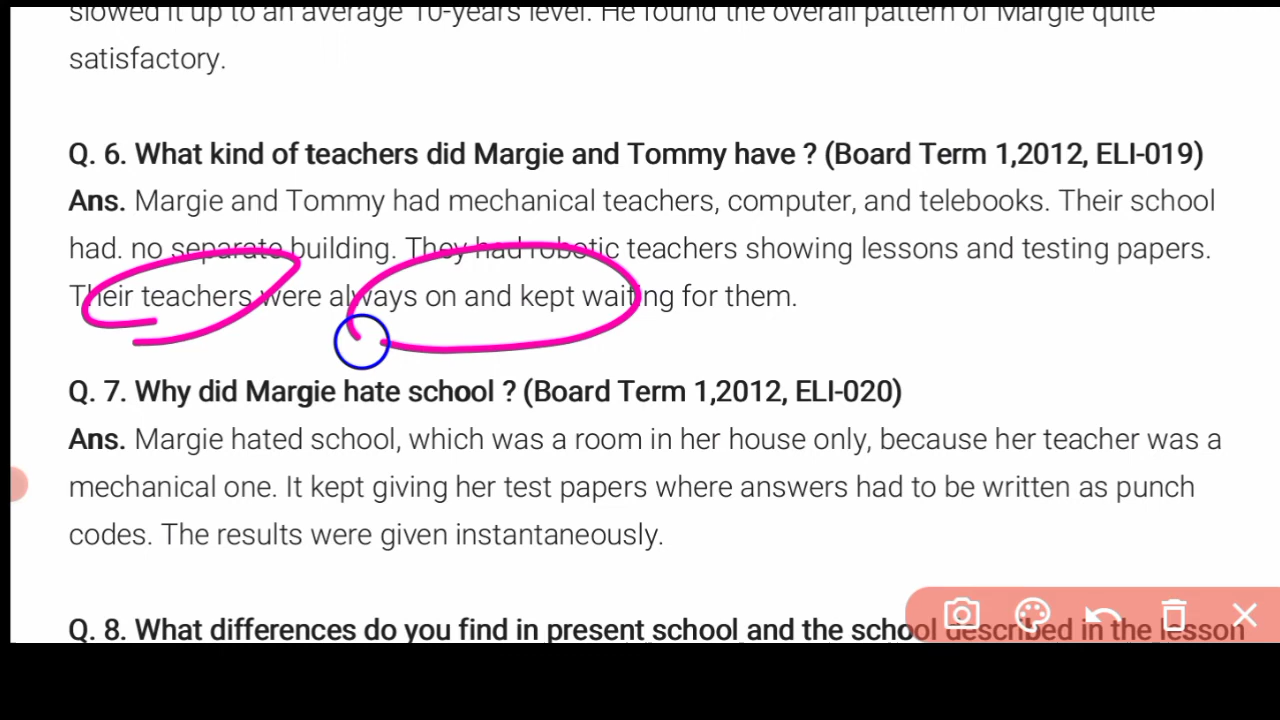 slowed it up to an average 10-years level. He found the overall pattern of Margie quite
satisfactory.
Q. 6. What kind of teachers did Margie and Tommy have ? (Board Term 1,2012, ELI-019)
Ans. Margie and Tommy had mechanical teachers, computer, and telebooks. Their school
had. no separate building. They had robotic teachers showing lessons and testing papers.
Their teachers were always on and kept waiting for them.
Q. 7. Why did Margie hate school ? (Board Term 1,2012, ELI-020)
Ans. Margie hated school, which was a room in her house only, because her teacher was a
mechanical one. It kept giving her test papers where answers had to be written as punch
codes. The results were given instantaneously.
Q. 8. What differences do you find in present school and the school described in the lesson